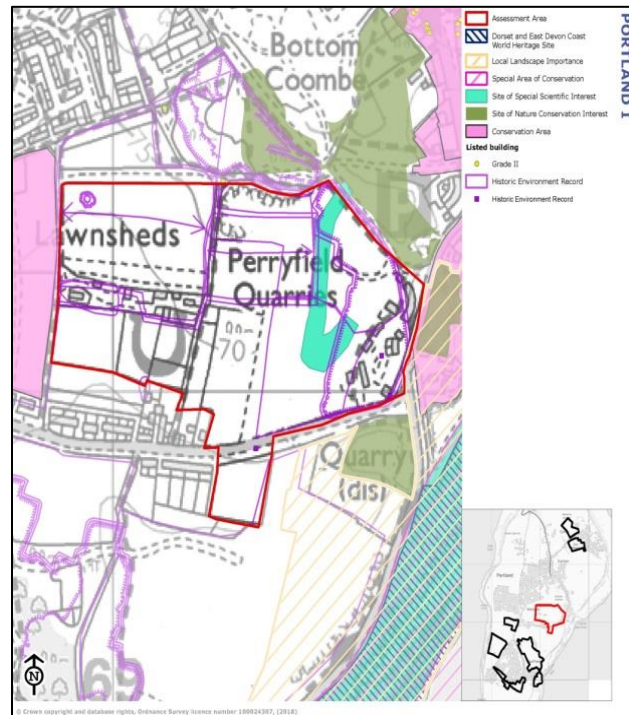 Bottom
Coombe
75
Lawnsheds
Perryfield
Quarries
70
Quarry
(dis)
69
N
PORTLAND 1
Assessment Area
Dorset and East Devon Coast
World Heritage Site
Local Landscape Importance
Special Area of Conservation
Site of Special Scientific Interest
Site of Nature Conservation Interest
Conservation Area
Listed building
Grade II
Historic Environment Record
Historic Environment Record
Portland
© Crown copyright and database rights, Ordnance Survey licence number 100024307, (2018)